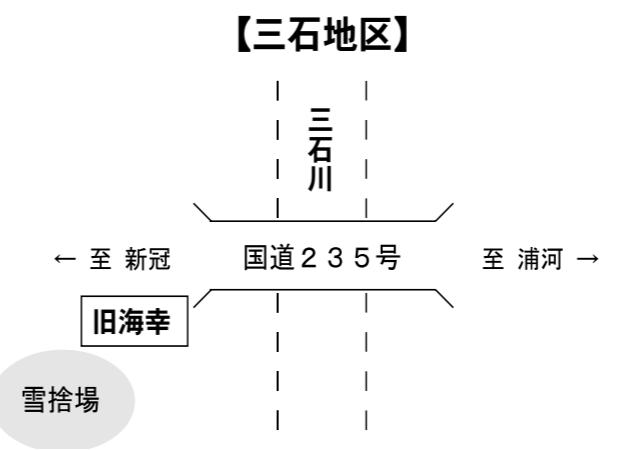 【三石地区】
三石川
← 至 新冠
国道２３５号
至 浦河 →
旧海幸
雪捨場